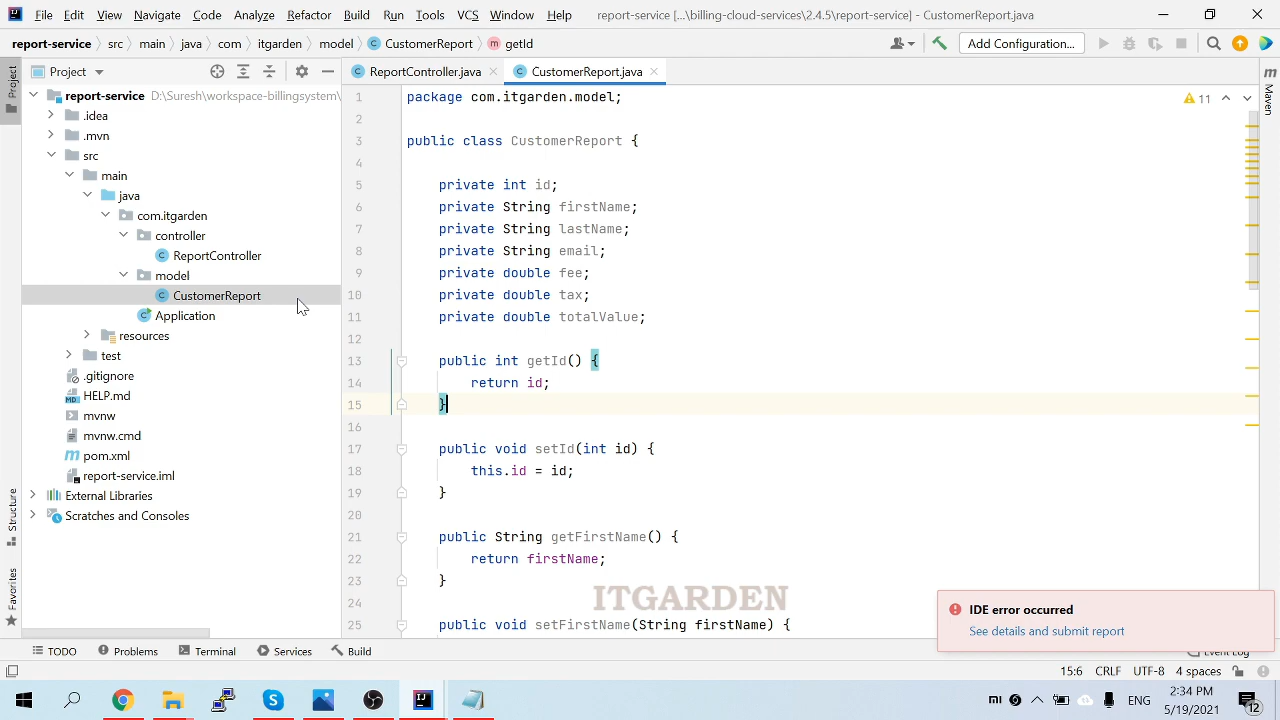 File Edit View Navigate Code Analyze Refactor Build Run Tools VCS Window Help report-service [...\billing-cloud-services\2.4.5\report-service] - CustomerReport.java
report-service src main java com itgarden model CustomerReport getId Add Configuration...
Project ReportController.java CustomerReport.java
Project
Structure
Favorites
Maven
report-service D:\Suresh\workspace-billingsystem\
.idea
.mvn
src
main
java
com.itgarden
controller
ReportController
model
CustomerReport
Application
resources
test
.gitignore
HELP.md
mvnw
mvnw.cmd
pom.xml
report-service.iml
External Libraries
Scratches and Consoles
11
1 package com.itgarden.model;
2
3 public class CustomerReport {
4
5 private int id;
6 private String firstName;
7 private String lastName;
8 private String email;
9 private double fee;
10 private double tax;
11 private double totalValue;
12
13 public int getId() {
14 return id;
15 }
16
17 public void setId(int id) {
18 this.id = id;
19 }
20
21 public String getFirstName() {
22 return firstName;
23 }
24
25 public void setFirstName(String firstName) {
ITGARDEN
IDE error occurred
See details and submit report
TODO Problems Terminal Services Build Event Log
15:6 CRLF UTF-8 4 spaces
ENG 2:34 PM
5/19/2021 12